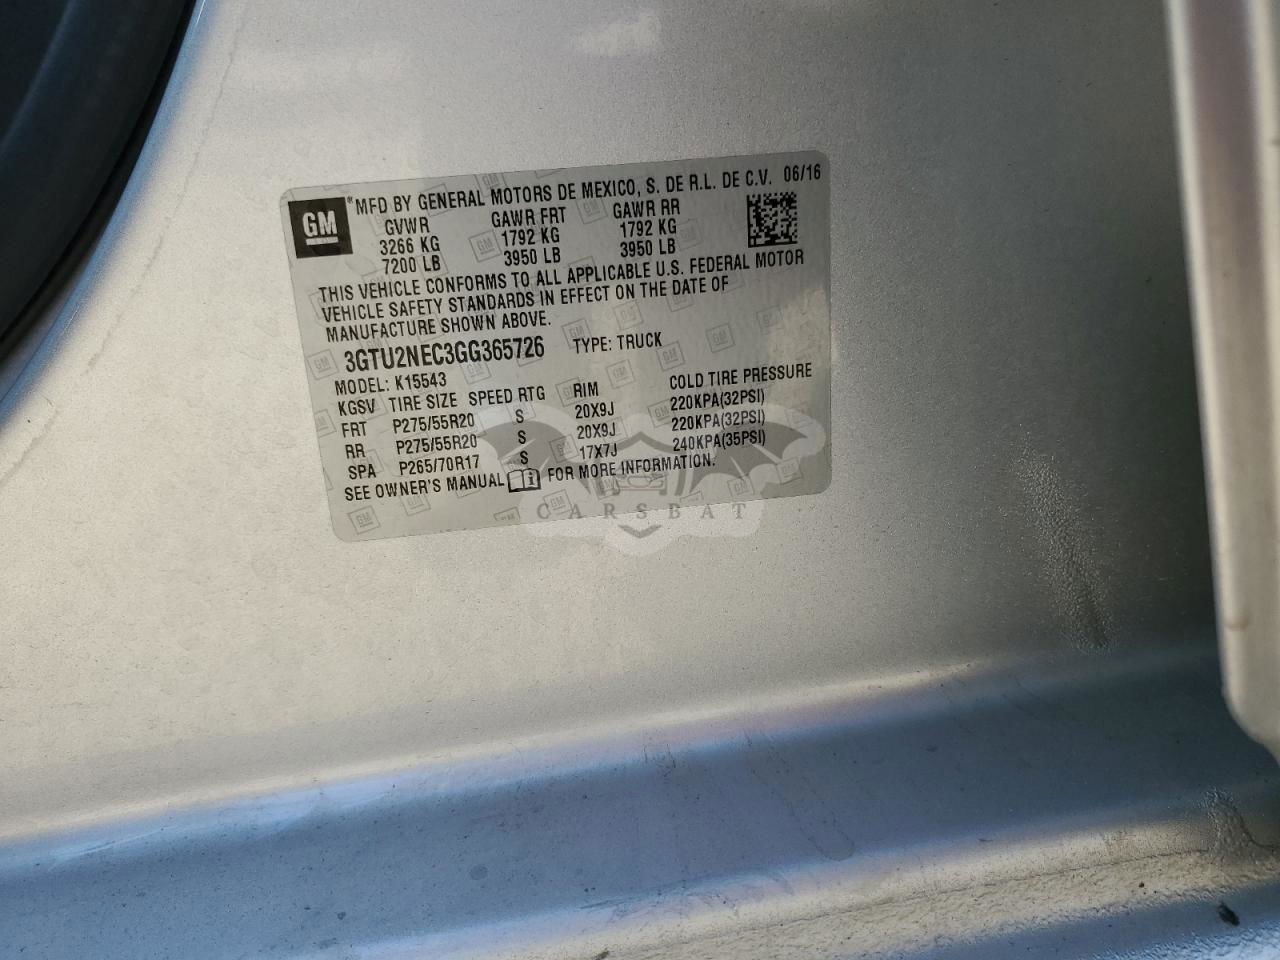 GM
*MFD BY GENERAL MOTORS DE MEXICO, S. DE R.L. DE C.V. 06/16
GVWR GAWR FRT GAWR RR
3266 KG 1792 KG 1792 KG
7200 LB 3950 LB 3950 LB
THIS VEHICLE CONFORMS TO ALL APPLICABLE U.S. FEDERAL MOTOR
VEHICLE SAFETY STANDARDS IN EFFECT ON THE DATE OF
MANUFACTURE SHOWN ABOVE.
3GTU2NEC3GG365726 TYPE: TRUCK
MODEL: K15543
KGSV TIRE SIZE SPEED RTG RIM COLD TIRE PRESSURE
FRT P275/55R20 S 20X9J 220KPA(32PSI)
RR P275/55R20 S 20X9J 220KPA(32PSI)
SPA P265/70R17 S 17X7J 240KPA(35PSI)
SEE OWNER'S MANUAL FOR MORE INFORMATION.
CARSBAT